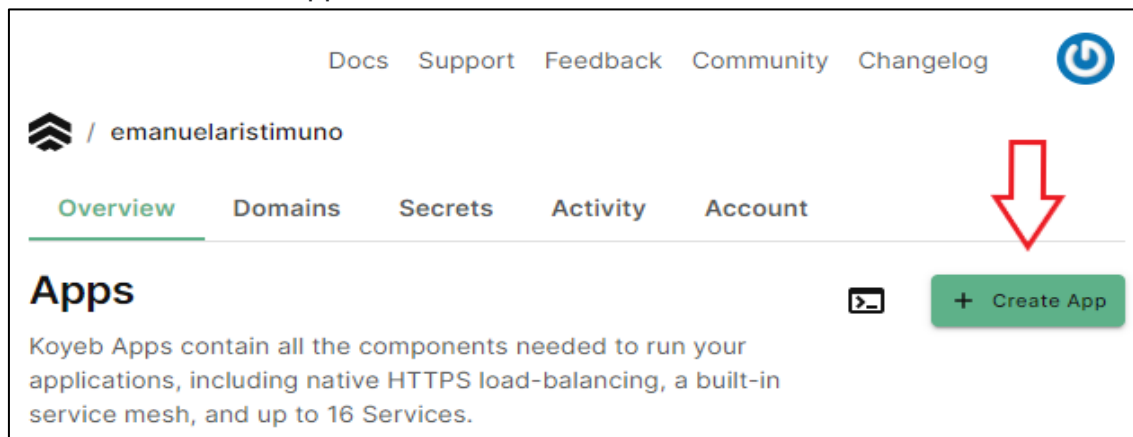 Docs Support Feedback Community Changelog
/ emanuelaristimuno
Overview Domains Secrets Activity Account
Apps
+ Create App
Koyeb Apps contain all the components needed to run your
applications, including native HTTPS load-balancing, a built-in
service mesh, and up to 16 Services.